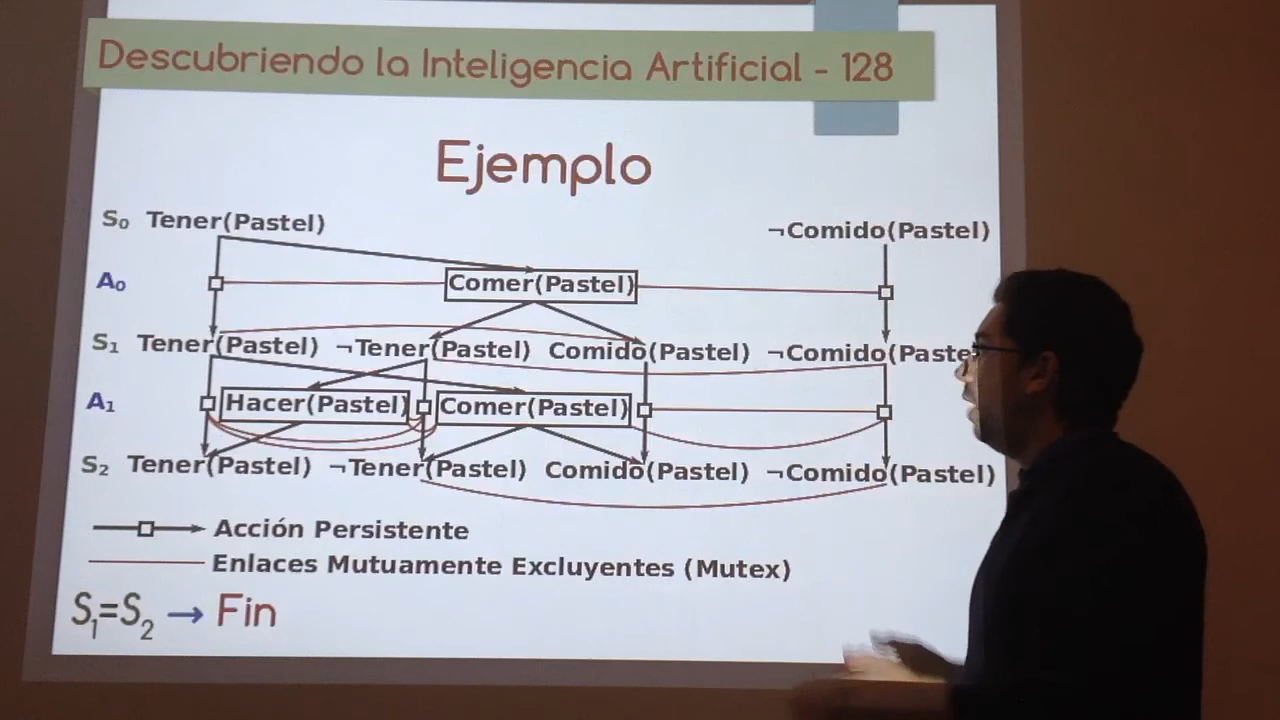 Descubriendo la Inteligencia Artificial - 128
Ejemplo
S₀ Tener(Pastel) ¬Comido(Pastel)
A₀ Comer(Pastel)
S₁ Tener(Pastel) ¬Tener(Pastel) Comido(Pastel) ¬Comido(Paste
A₁ Hacer(Pastel) Comer(Pastel)
S₂ Tener(Pastel) ¬Tener(Pastel) Comido(Pastel) ¬Comido(Pastel)
Acción Persistente
Enlaces Mutuamente Excluyentes (Mutex)
S₁=S₂ → Fin